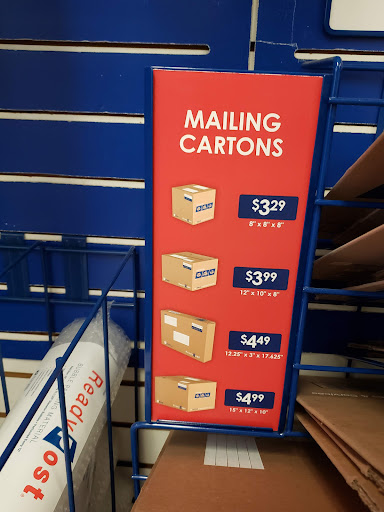 MAILING
CARTONS
$3.29
8" x 8" x 8"
$3.99
12" x 10" x 8"
$4.49
12.25" x 3" x 17.625"
$4.99
15" x 12" x 10"
ReadyPost